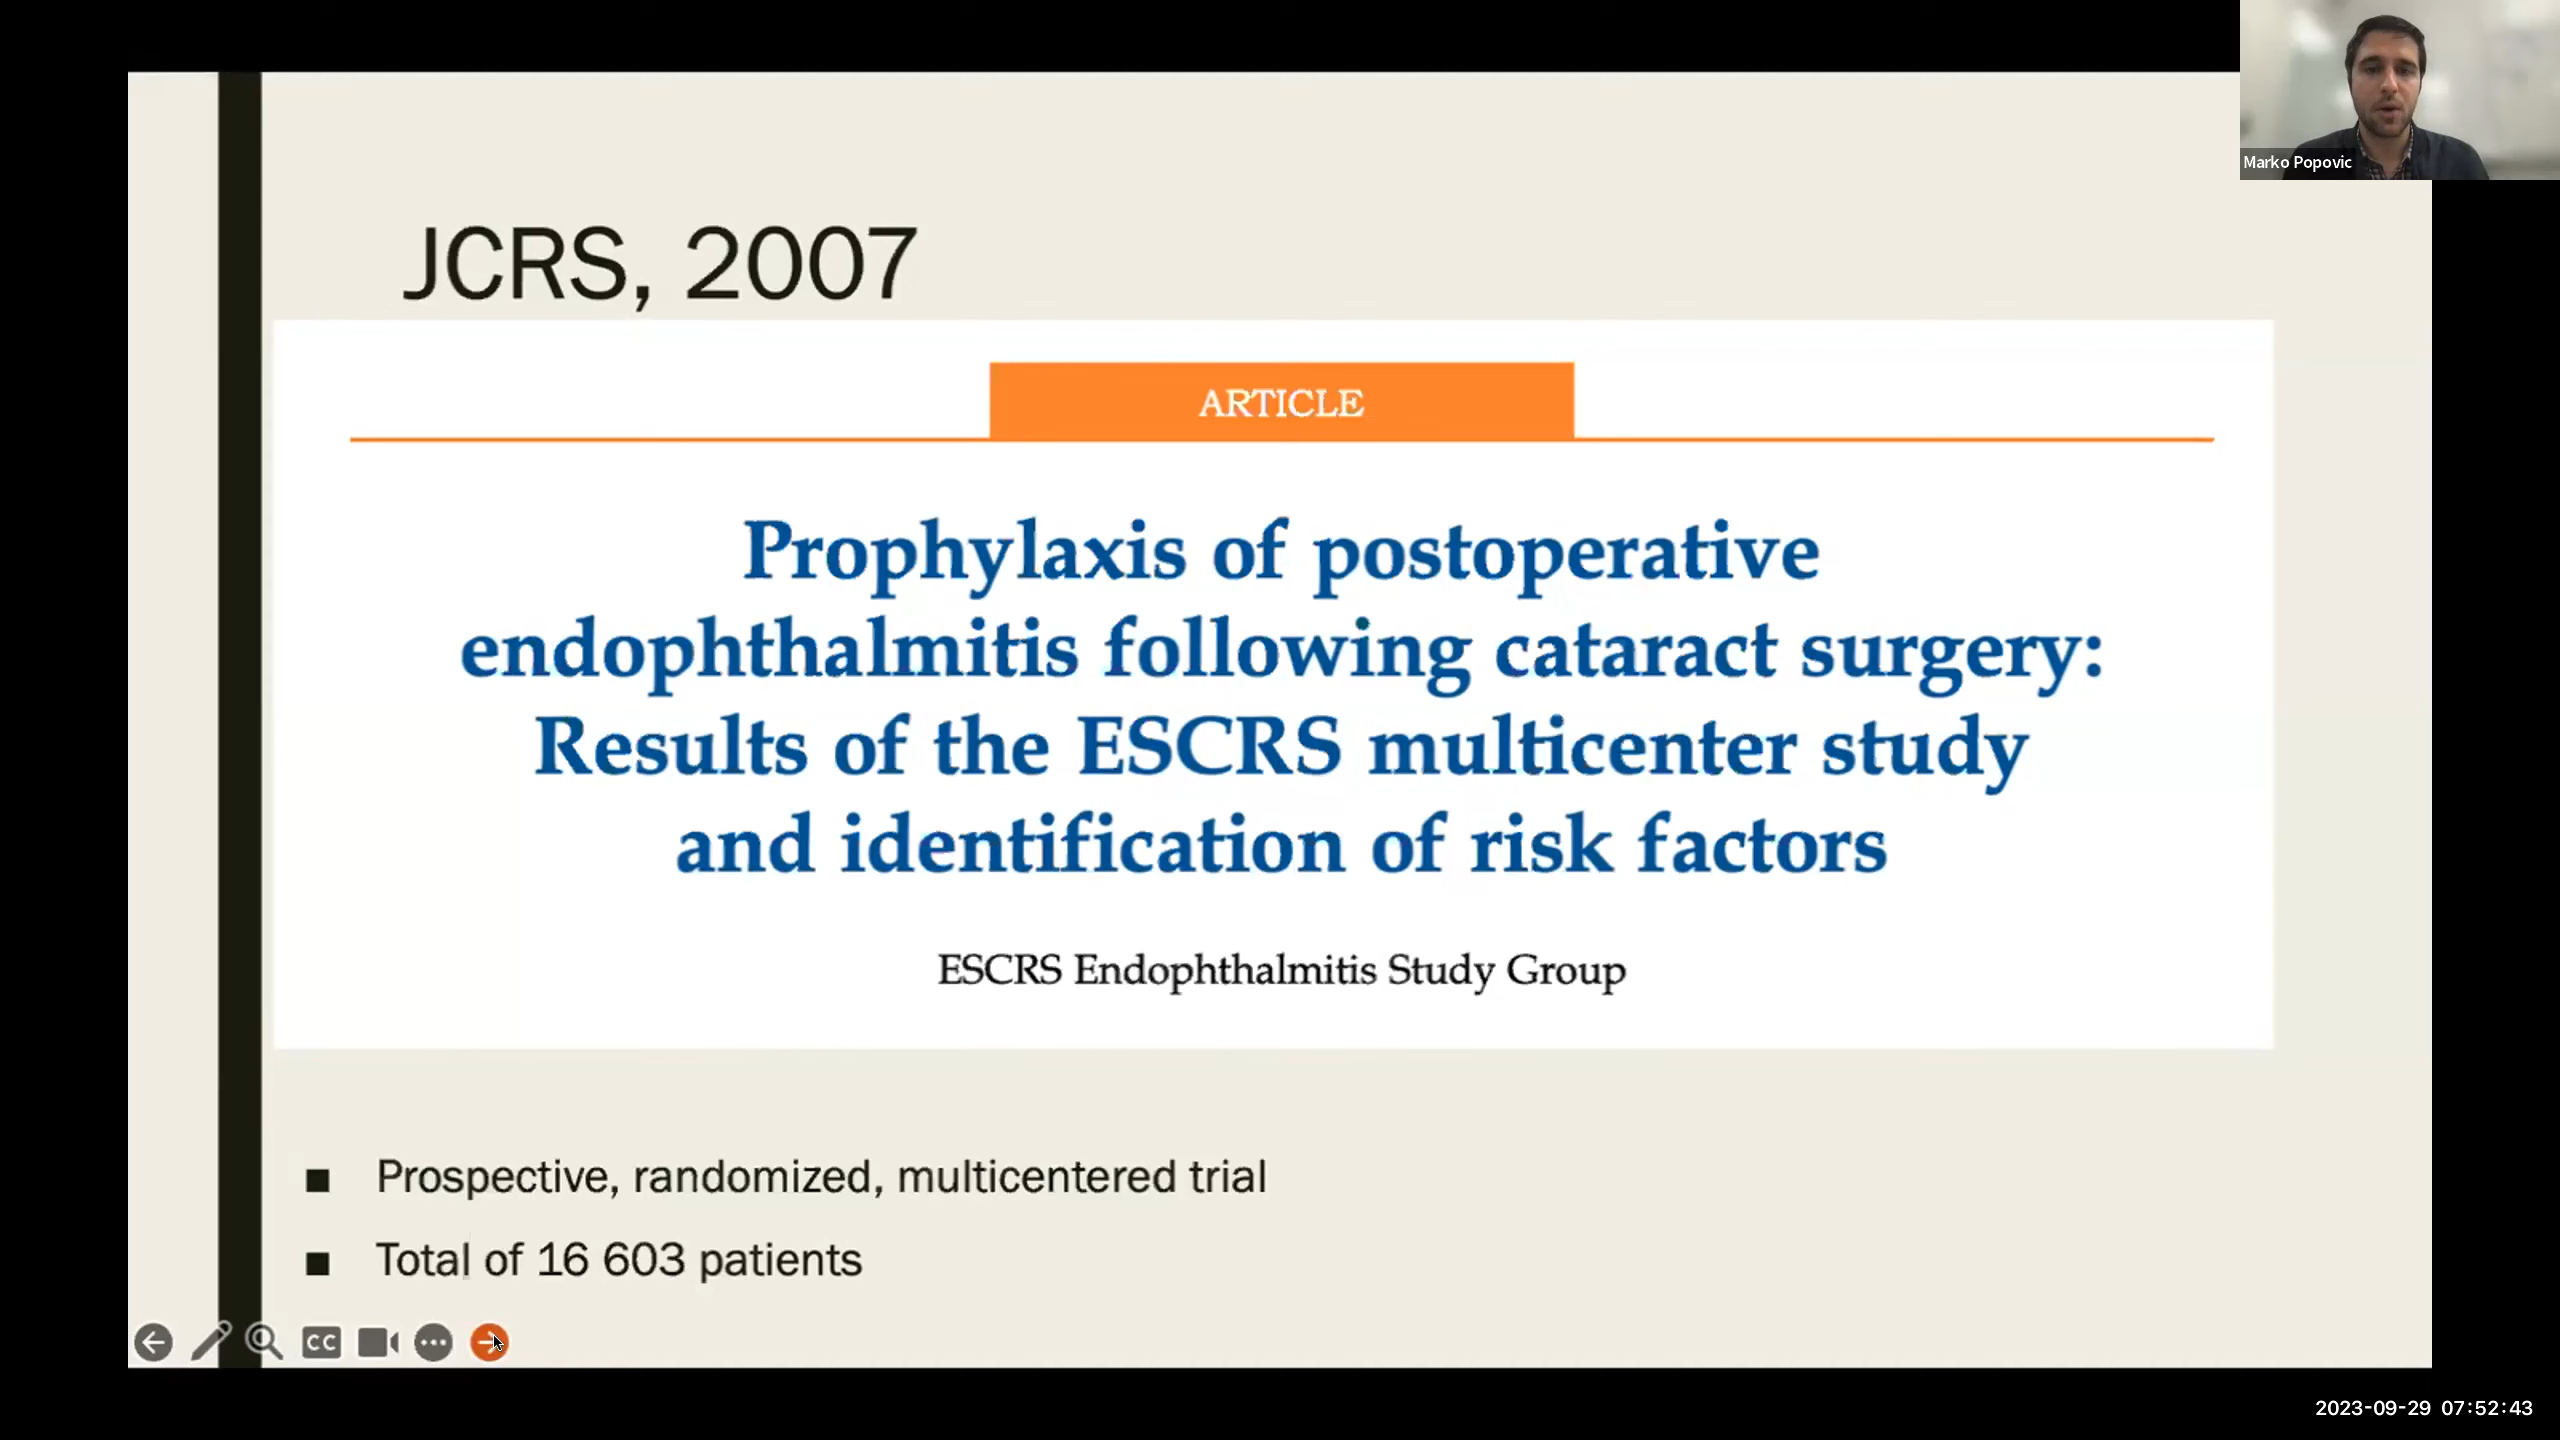 Marko Popovic
JCRS, 2007
ARTICLE
Prophylaxis of postoperative
endophthalmitis following cataract surgery:
Results of the ESCRS multicenter study
and identification of risk factors
ESCRS Endophthalmitis Study Group
■ Prospective, randomized, multicentered trial
■ Total of 16 603 patients
CC
2023-09-29 07:52:43